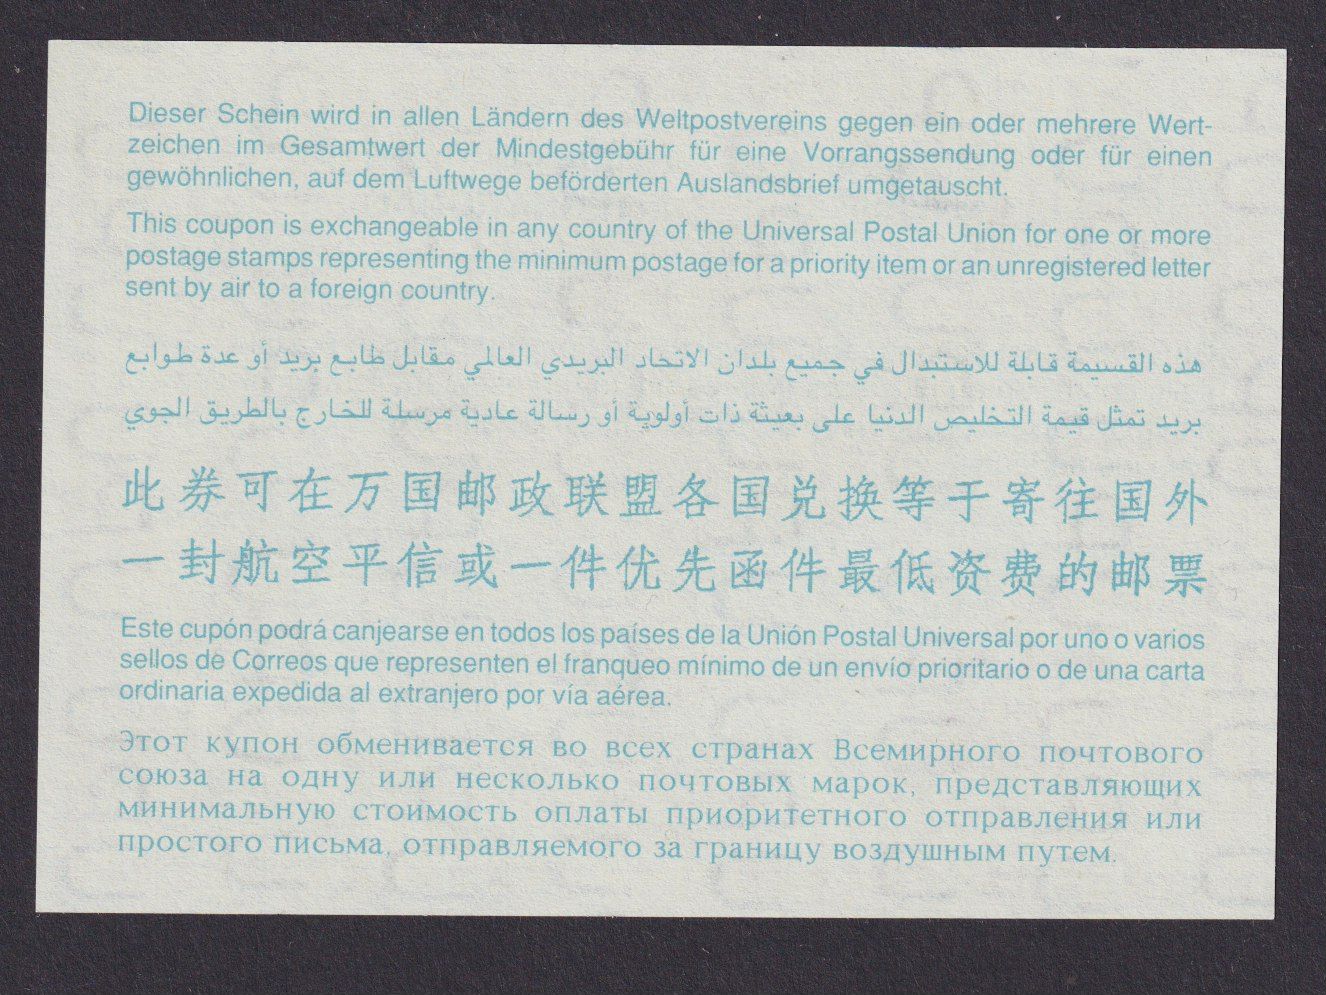 Dieser Schein wird in allen Ländern des Weltpostvereins gegen ein oder mehrere Wert-
zeichen im Gesamtwert der Mindestgebühr für eine Vorrangssendung oder für einen
gewöhnlichen, auf dem Luftwege beförderten Auslandsbrief umgetauscht.
This coupon is exchangeable in any country of the Universal Postal Union for one or more
postage stamps representing the minimum postage for a priority item or an unregistered letter
sent by air to a foreign country.
هذه القسيمة قابلة للاستبدال في جميع بلدان الاتحاد البريدي العالمي مقابل طابع بريد أو عدة طوابع
بريد تمثل قيمة التخليص الدنيا على بعيثة ذات أولوية أو رسالة عادية مرسلة للخارج بالطريق الجوي
此券可在万国邮政联盟各国兑换等于寄往国外
一封航空平信或一件优先函件最低资费的邮票
Este cupón podrá canjearse en todos los países de la Unión Postal Universal por uno o varios
sellos de Correos que representen el franqueo mínimo de un envío prioritario o de una carta
ordinaria expedida al extranjero por vía aérea.
Этот купон обменивается во всех странах Всемирного почтового
союза на одну или несколько почтовых марок, представляющих
минимальную стоимость оплаты приоритетного отправления или
простого письма, отправляемого за границу воздушным путем.